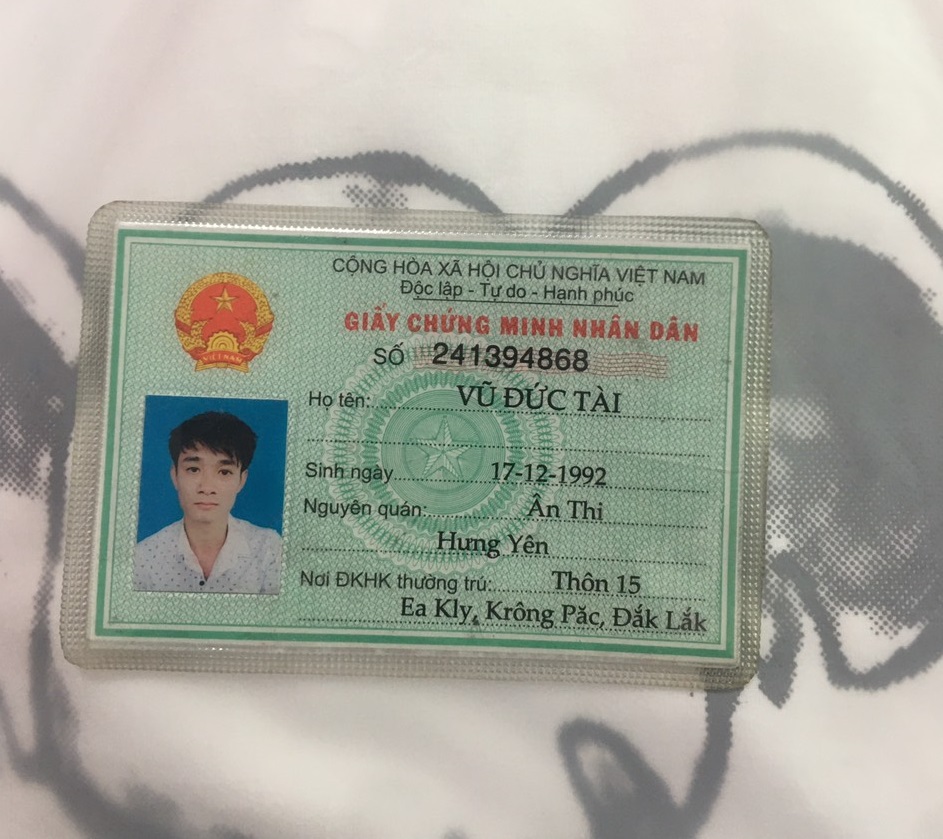 CỘNG HÒA XÃ HỘI CHỦ NGHĨA VIỆT NAM
Độc lập - Tự do - Hạnh phúc
GIẤY CHỨNG MINH NHÂN DÂN
SỐ 241394868
VIỆT NAM
Họ tên: VŨ ĐỨC TÀI
Sinh ngày 17-12-1992
Nguyên quán: Ân Thi
Hưng Yên
Nơi ĐKHK thường trú: Thôn 15
Ea Kly, Krông Păc, Đắk Lắk